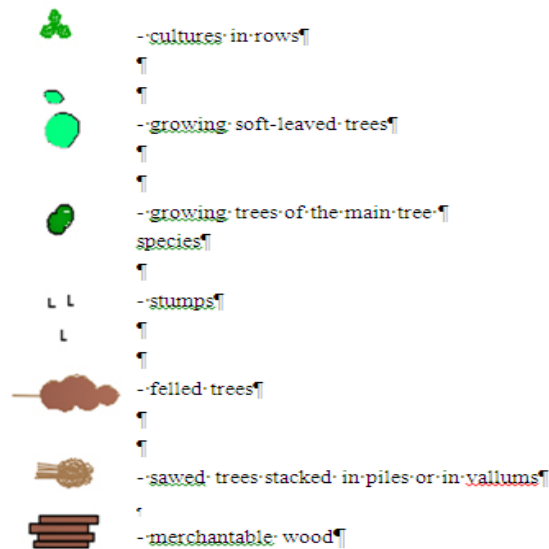 - cultures in rows¶
¶
¶
- growing soft-leaved trees¶
¶
¶
- growing trees of the main tree ¶
species¶
¶
L L
- stumps¶
L
¶
¶
- felled trees¶
¶
¶
- sawed trees stacked in piles or in vallums¶
¶
- merchantable wood¶